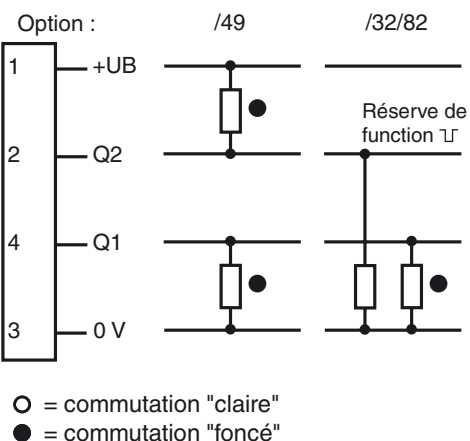 Option : /49 /32/82
1 +UB
Réserve de
function
2 Q2
4 Q1
3 0 V
= commutation "claire"
= commutation "foncé"